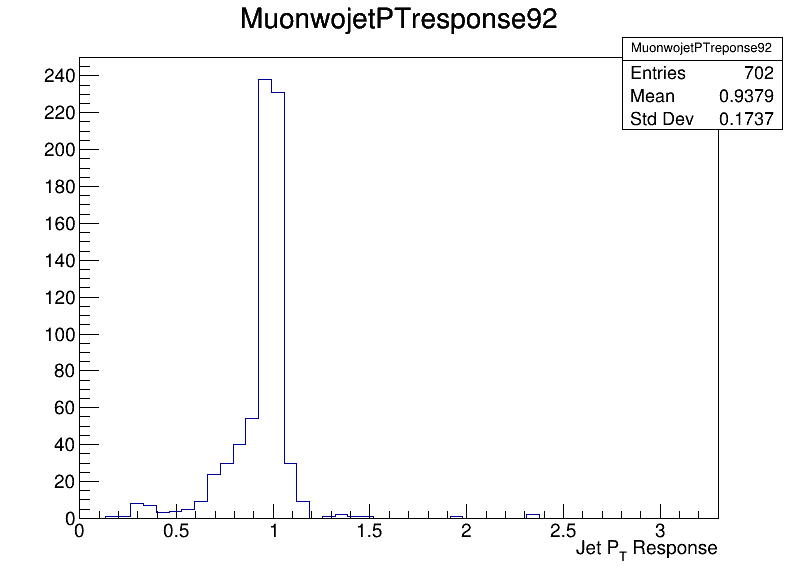 MuonwojetPTresponse92
MuonwojetPTreponse92
Entries 702
Mean 0.9379
Std Dev 0.1737
240
220
200
180
160
140
120
100
80
60
40
20
0
0 0.5 1 1.5 2 2.5 3
Jet PT Response